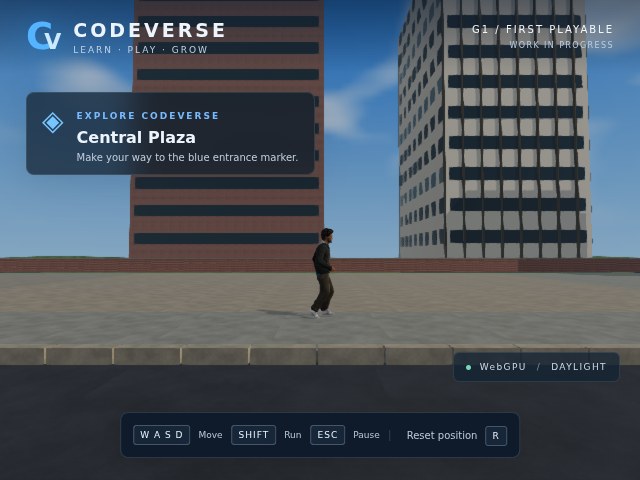 Cv CODEVERSE
LEARN · PLAY · GROW
G1 / FIRST PLAYABLE
WORK IN PROGRESS
EXPLORE CODEVERSE
Central Plaza
Make your way to the blue entrance marker.
WebGPU / DAYLIGHT
W A S D Move SHIFT Run ESC Pause | Reset position R